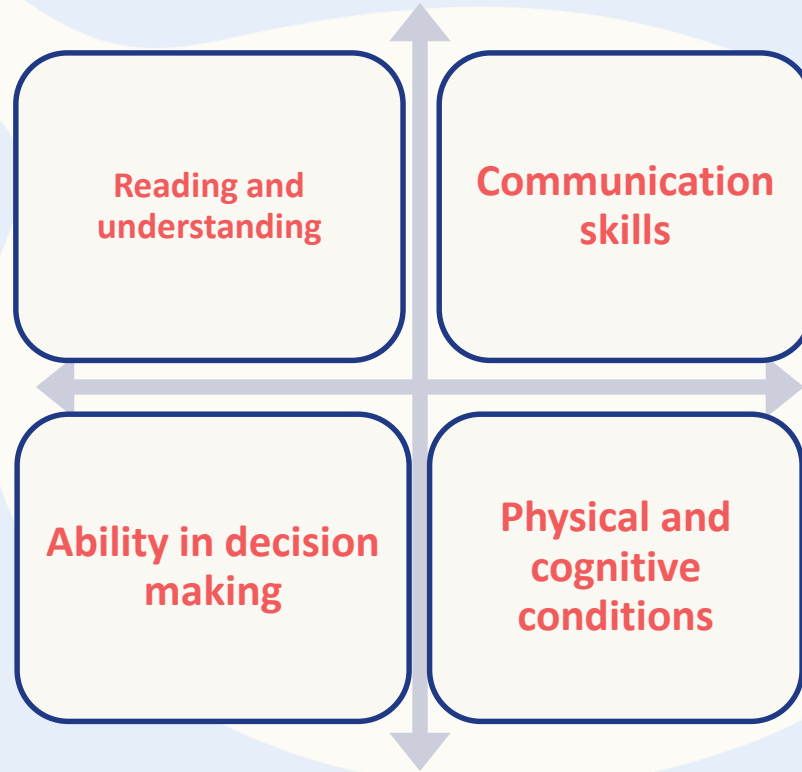 Reading and
understanding
Communication
skills
Ability in decision
making
Physical and
cognitive
conditions